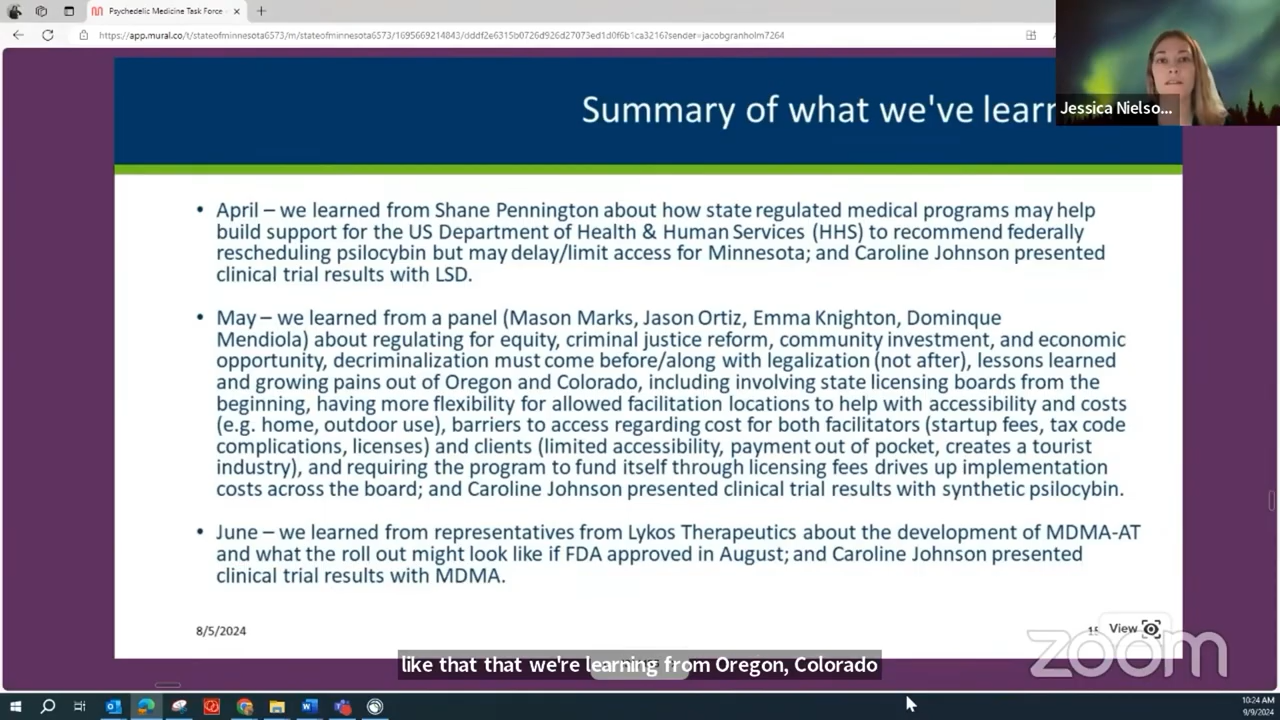 Psychedelic Medicine Task Force -
https://app.mural.co/t/stateofminnesota6573/m/stateofminnesota6573/1695669214843/dddf2e6315b0726d926d27073ed1d0f6b1ca3216?sender=jacobgranholm7264
Jessica Nielso...
Summary of what we've learn
• April – we learned from Shane Pennington about how state regulated medical programs may help
build support for the US Department of Health & Human Services (HHS) to recommend federally
rescheduling psilocybin but may delay/limit access for Minnesota; and Caroline Johnson presented
clinical trial results with LSD.
• May – we learned from a panel (Mason Marks, Jason Ortiz, Emma Knighton, Dominque
Mendiola) about regulating for equity, criminal justice reform, community investment, and economic
opportunity, decriminalization must come before/along with legalization (not after), lessons learned
and growing pains out of Oregon and Colorado, including involving state licensing boards from the
beginning, having more flexibility for allowed facilitation locations to help with accessibility and costs
(e.g. home, outdoor use), barriers to access regarding cost for both facilitators (startup fees, tax code
complications, licenses) and clients (limited accessibility, payment out of pocket, creates a tourist
industry), and requiring the program to fund itself through licensing fees drives up implementation
costs across the board; and Caroline Johnson presented clinical trial results with synthetic psilocybin.
• June – we learned from representatives from Lykos Therapeutics about the development of MDMA-AT
and what the roll out might look like if FDA approved in August; and Caroline Johnson presented
clinical trial results with MDMA.
8/5/2024
View
zoom
like that that we're learning from Oregon, Colorado
10:24 AM
9/9/2024